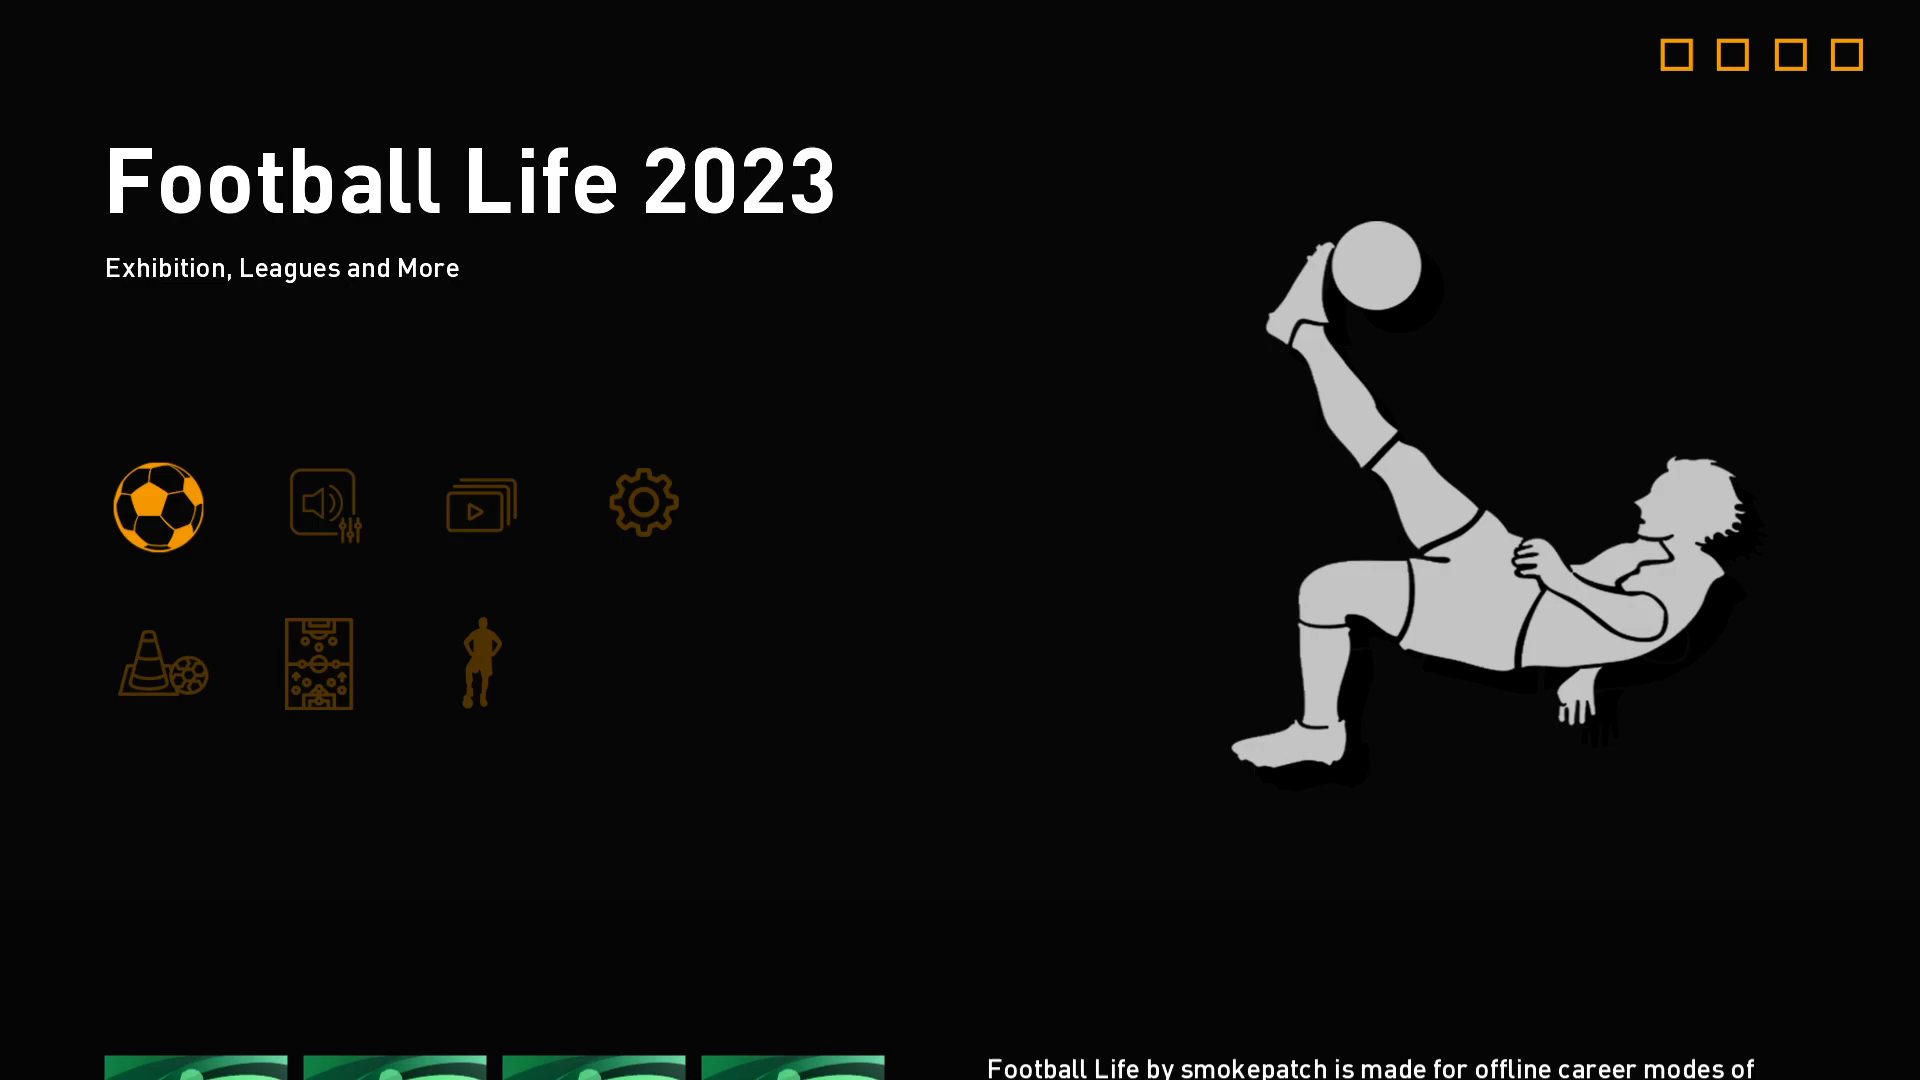 Football Life 2023
Exhibition, Leagues and More
Football Life by smokepatch is made for offline career modes of